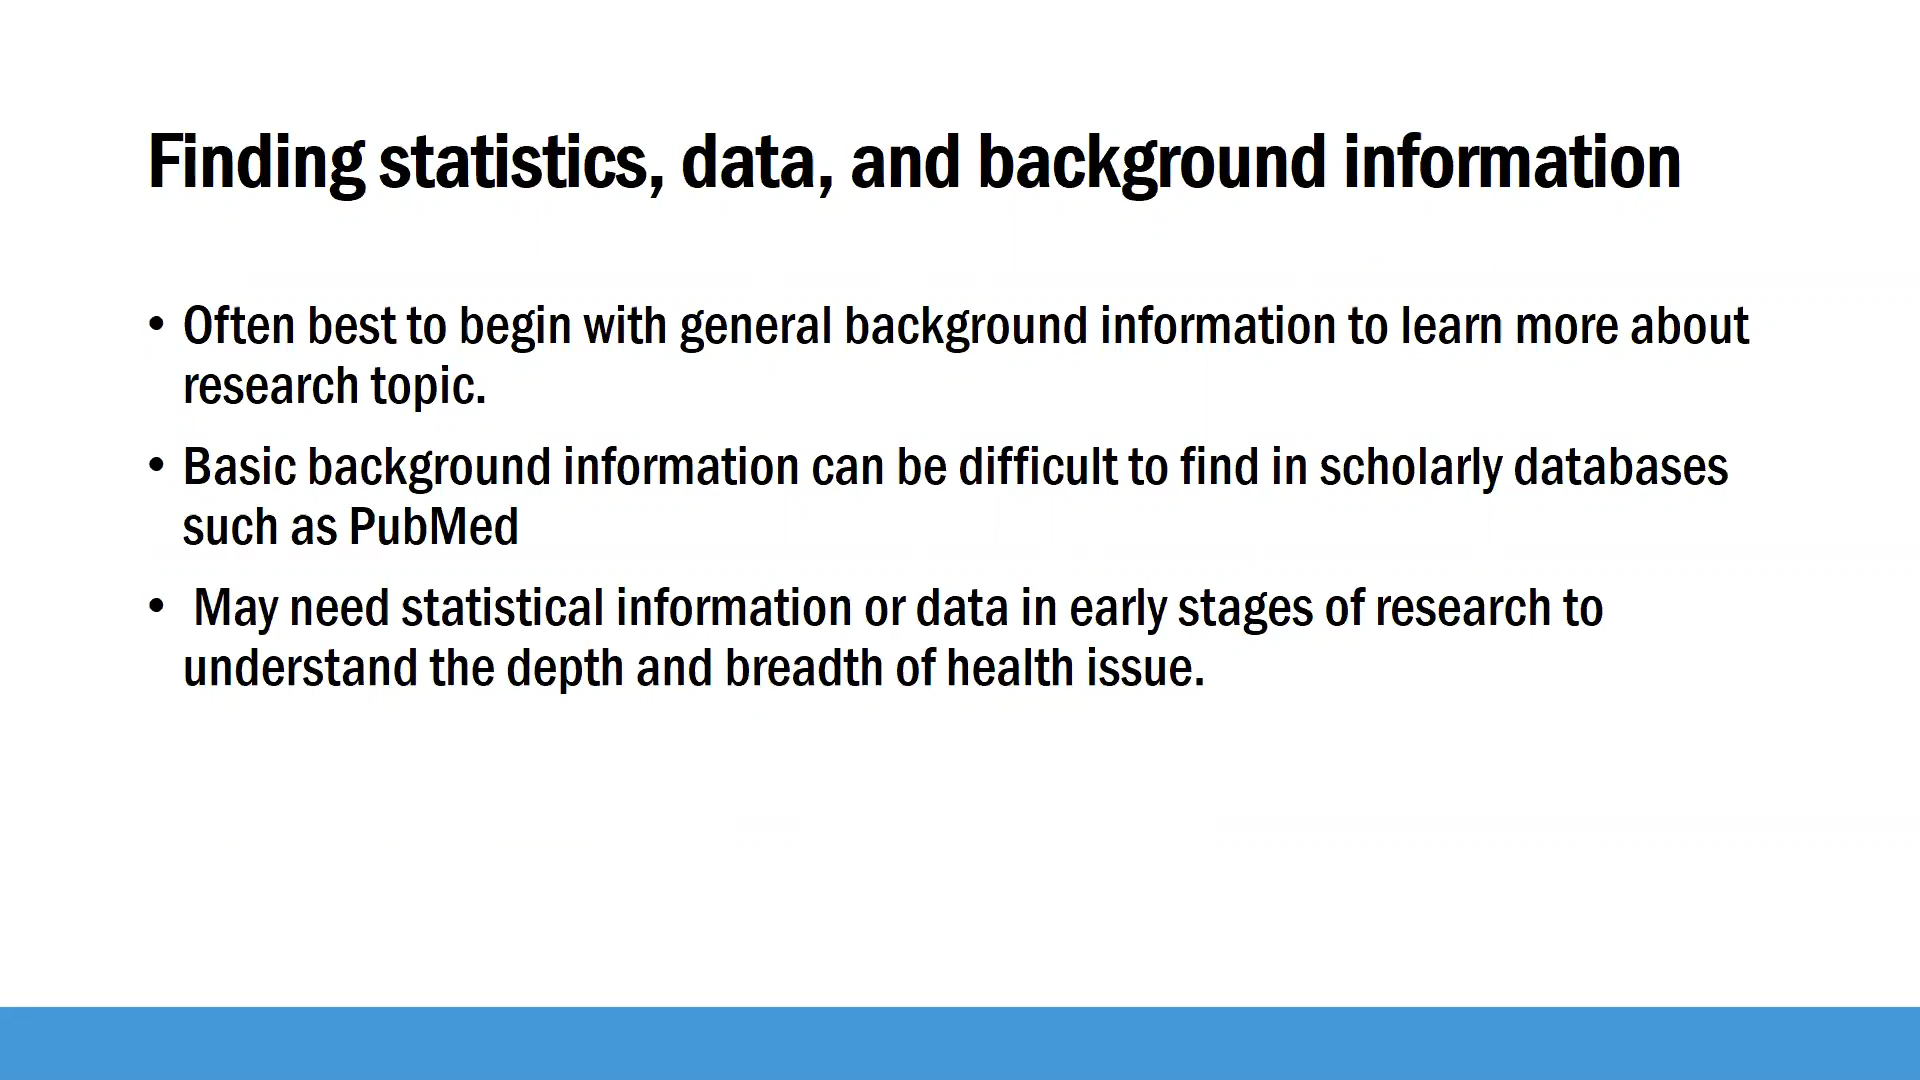 Finding statistics, data, and background information
• Often best to begin with general background information to learn more about
research topic.
• Basic background information can be difficult to find in scholarly databases
such as PubMed
• May need statistical information or data in early stages of research to
understand the depth and breadth of health issue.